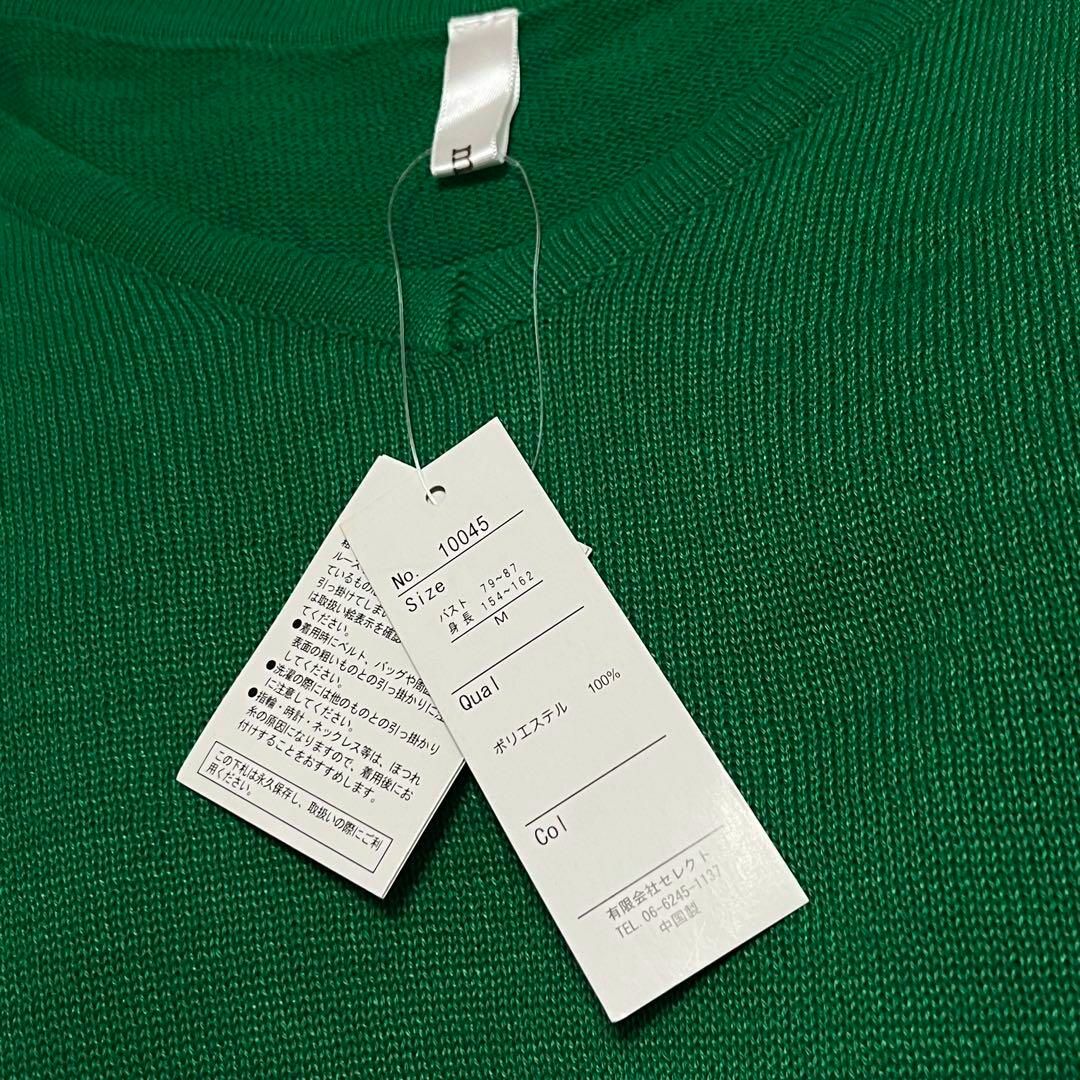 m
No. 10045
Size
バスト 79~87
身長 154~162
M
Qual
ポリエステル 100%
Col
有限会社セレクト
TEL. 06-6245-1137
中国製
ルーズ
ているもの
引っ掛けてしまい
は取扱い絵表示を確認
てください。
●着用時にベルト、バッグや
表面の粗いものとの引っ掛かりに
してください。
●洗濯の際には他のものとの引っ掛かり
に注意してください。
●指輪・時計・ネックレス等は、ほつれ
糸の原因になりますので、着用後にお
付けすることをおすすめします。
この下札は永久保存し、取扱いの際にご利
用ください。